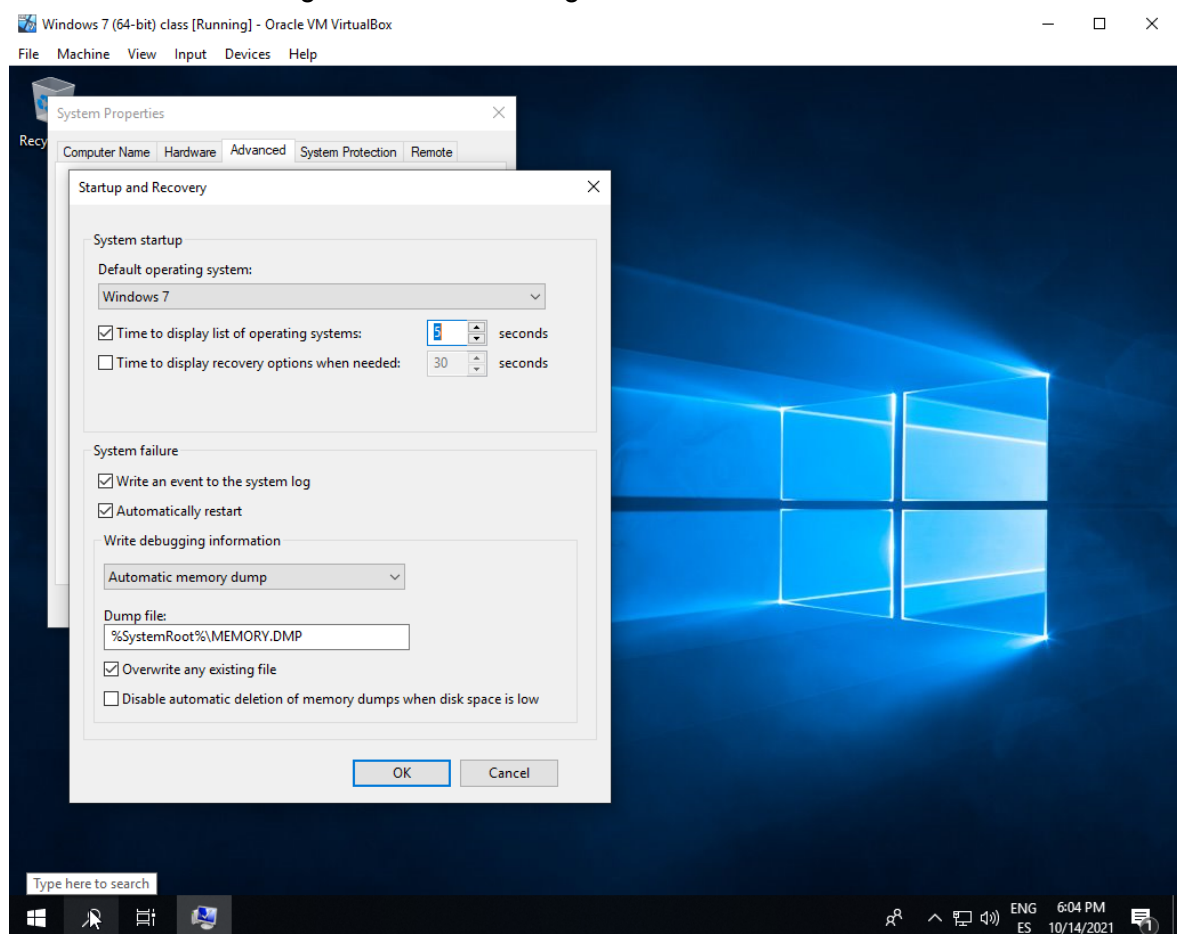 Windows 7 (64-bit) class [Running] - Oracle VM VirtualBox
File Machine View Input Devices Help
System Properties
Recy
Computer Name Hardware Advanced System Protection Remote
Startup and Recovery
System startup
Default operating system:
Windows 7
Time to display list of operating systems: 5 seconds
Time to display recovery options when needed: 30 seconds
System failure
Write an event to the system log
Automatically restart
Write debugging information
Automatic memory dump
Dump file:
%SystemRoot%\MEMORY.DMP
Overwrite any existing file
Disable automatic deletion of memory dumps when disk space is low
OK Cancel
Type here to search
ENG 6:04 PM
ES 10/14/2021
1